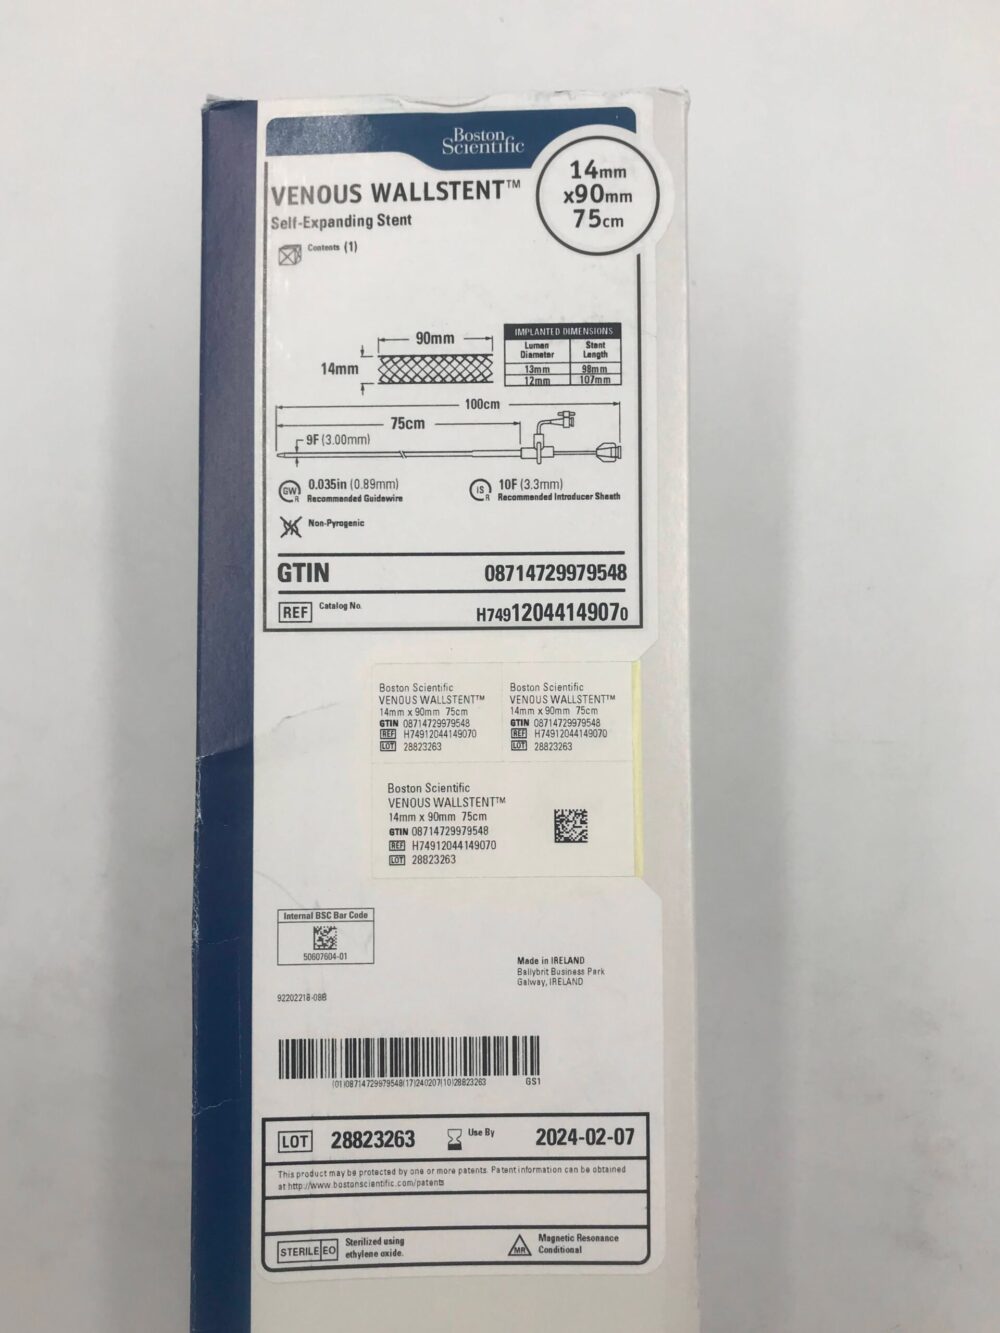 Boston
Scientific
14mm
x90mm
75cm
VENOUS WALLSTENT™
Self-Expanding Stent
Contents (1)
90mm
14mm
IMPLANTED DIMENSIONS
Lumen Diameter Stent Length
13mm 98mm
12mm 107mm
100cm
75cm
9F (3.00mm)
GW R 0.035in (0.89mm)
Recommended Guidewire
IS R 10F (3.3mm)
Recommended Introducer Sheath
Non-Pyrogenic
GTIN 08714729979548
REF Catalog No. H74912044149070
Boston Scientific
VENOUS WALLSTENT™
14mm x 90mm 75cm
GTIN 08714729979548
REF H74912044149070
LOT 28823263
Boston Scientific
VENOUS WALLSTENT™
14mm x 90mm 75cm
GTIN 08714729979548
REF H74912044149070
LOT 28823263
Boston Scientific
VENOUS WALLSTENT™
14mm x 90mm 75cm
GTIN 08714729979548
REF H74912044149070
LOT 28823263
Internal BSC Bar Code
50607604-01
Made in IRELAND
Ballybrit Business Park
Galway, IRELAND
92202218-08B
(01)08714729979548(17)240207(10)28823263 GS1
LOT 28823263 Use By 2024-02-07
This product may be protected by one or more patents. Patent information can be obtained
at http://www.bostonscientific.com/patents
STERILE EO Sterilized using
ethylene oxide.
MR Magnetic Resonance
Conditional